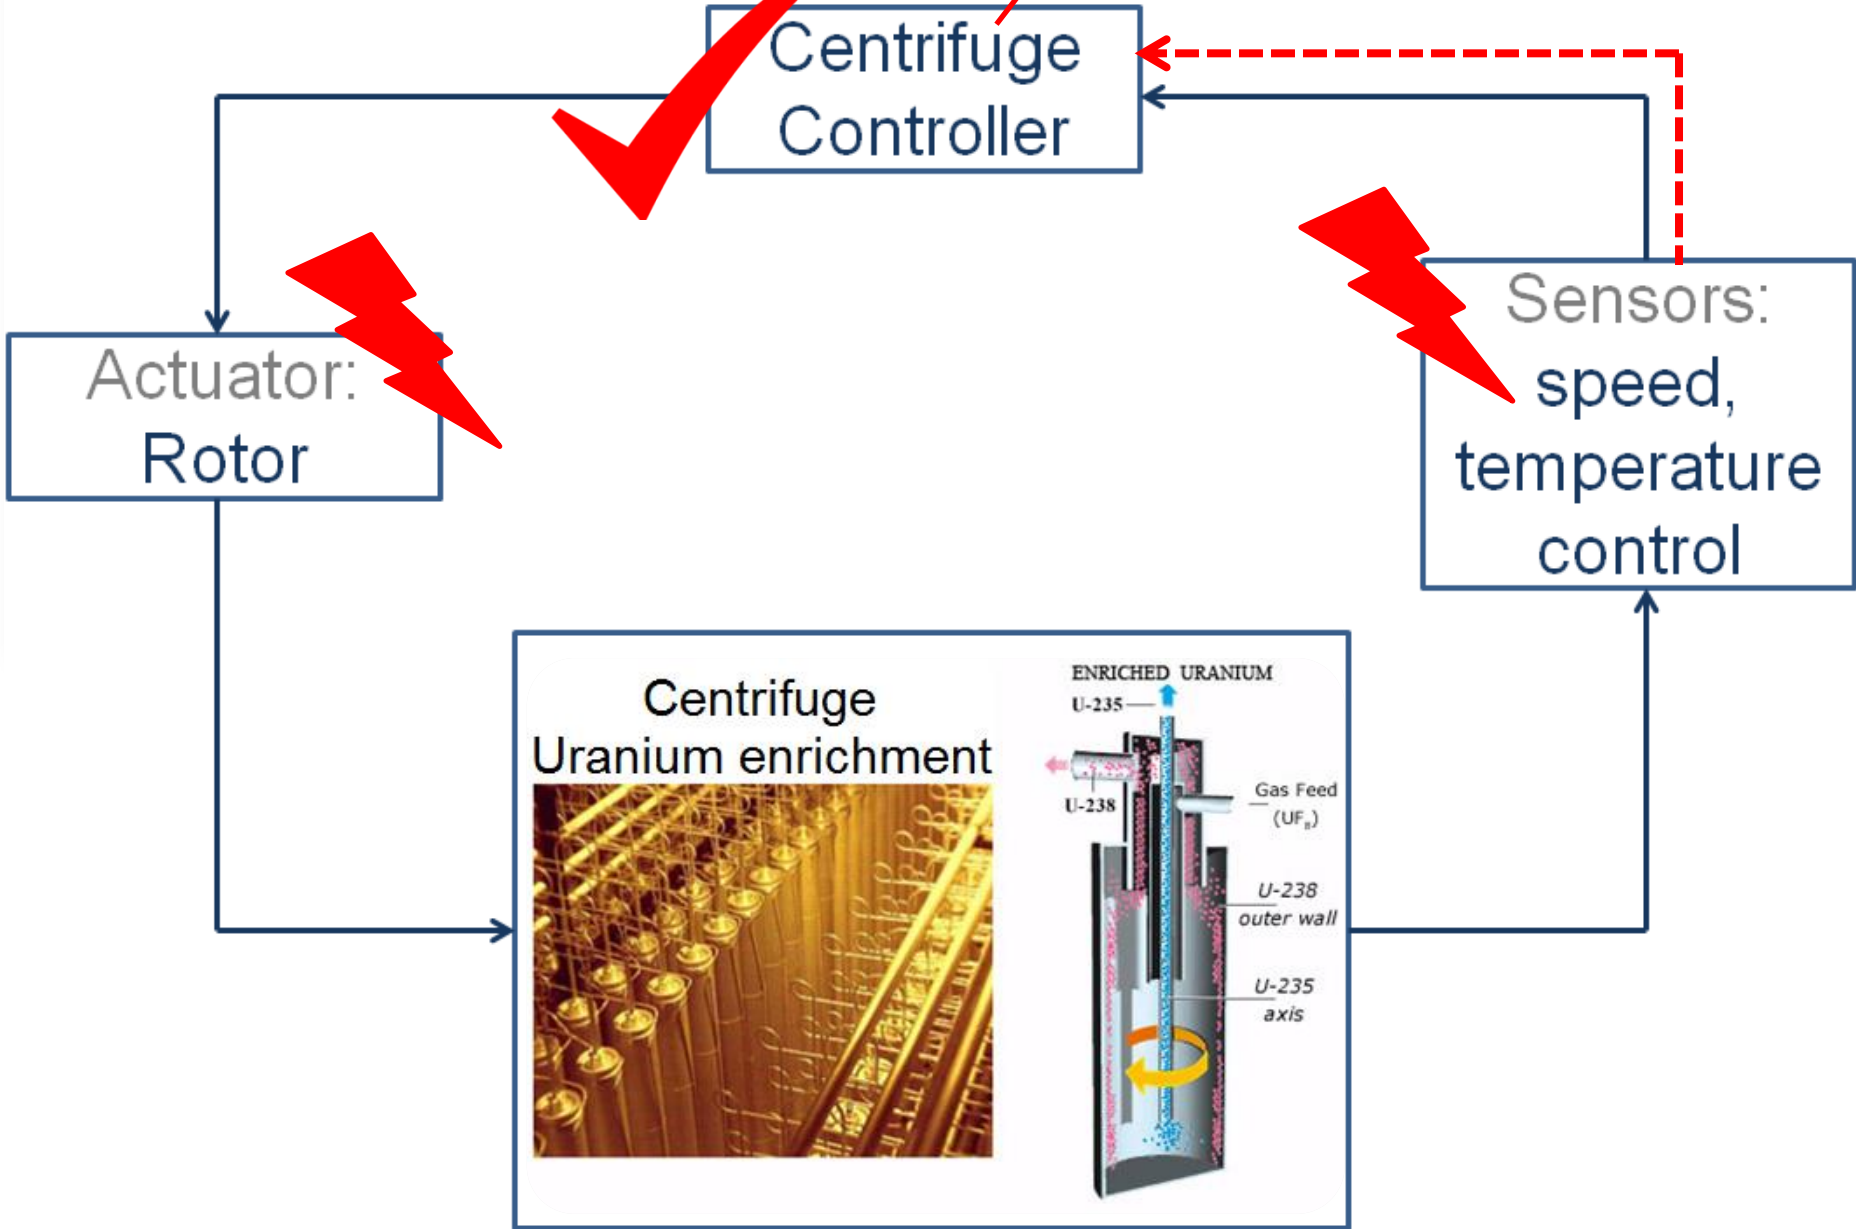 Centrifuge
Controller
Actuator:
Rotor
Sensors:
speed,
temperature
control
Centrifuge
Uranium enrichment
ENRICHED URANIUM
U-235
U-238
Gas Feed
(UF₈)
U-238
outer wall
U-235
axis